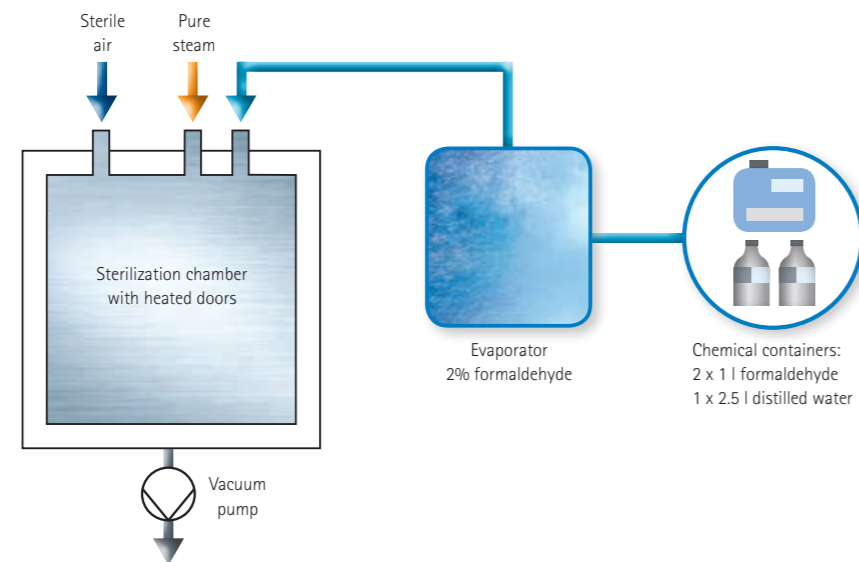 Sterile
air
Pure
steam
Sterilization chamber
with heated doors
Evaporator
2% formaldehyde
Chemical containers:
2 x 1 l formaldehyde
1 x 2.5 l distilled water
Vacuum
pump